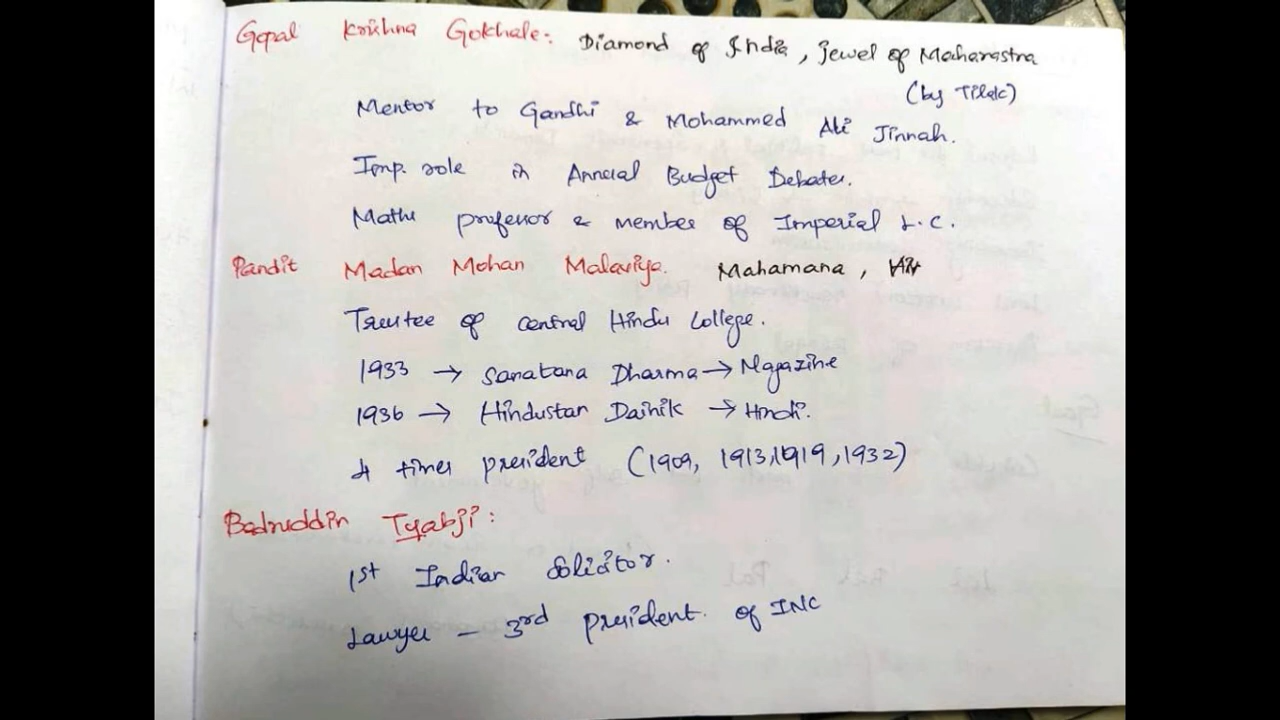 Gopal Krishna Gokhale: Diamond of India, jewel of Maharastra
(by Tilak)
Mentor to Gandhi & Mohammed Ali Jinnah.
Imp. role in Annual Budget Debates.
Maths professor & member of Imperial L.C.
Pandit Madan Mohan Malaviya. Mahamana,
Trustee of central Hindu College.
1933 → Sanatana Dharma → Magazine
1936 → Hindustan Dainik → Hindi.
4 times president (1909, 1913, 1919, 1932)
Badruddin Tyabji:
1st Indian Solicitor.
Lawyer - 3rd president. of INC